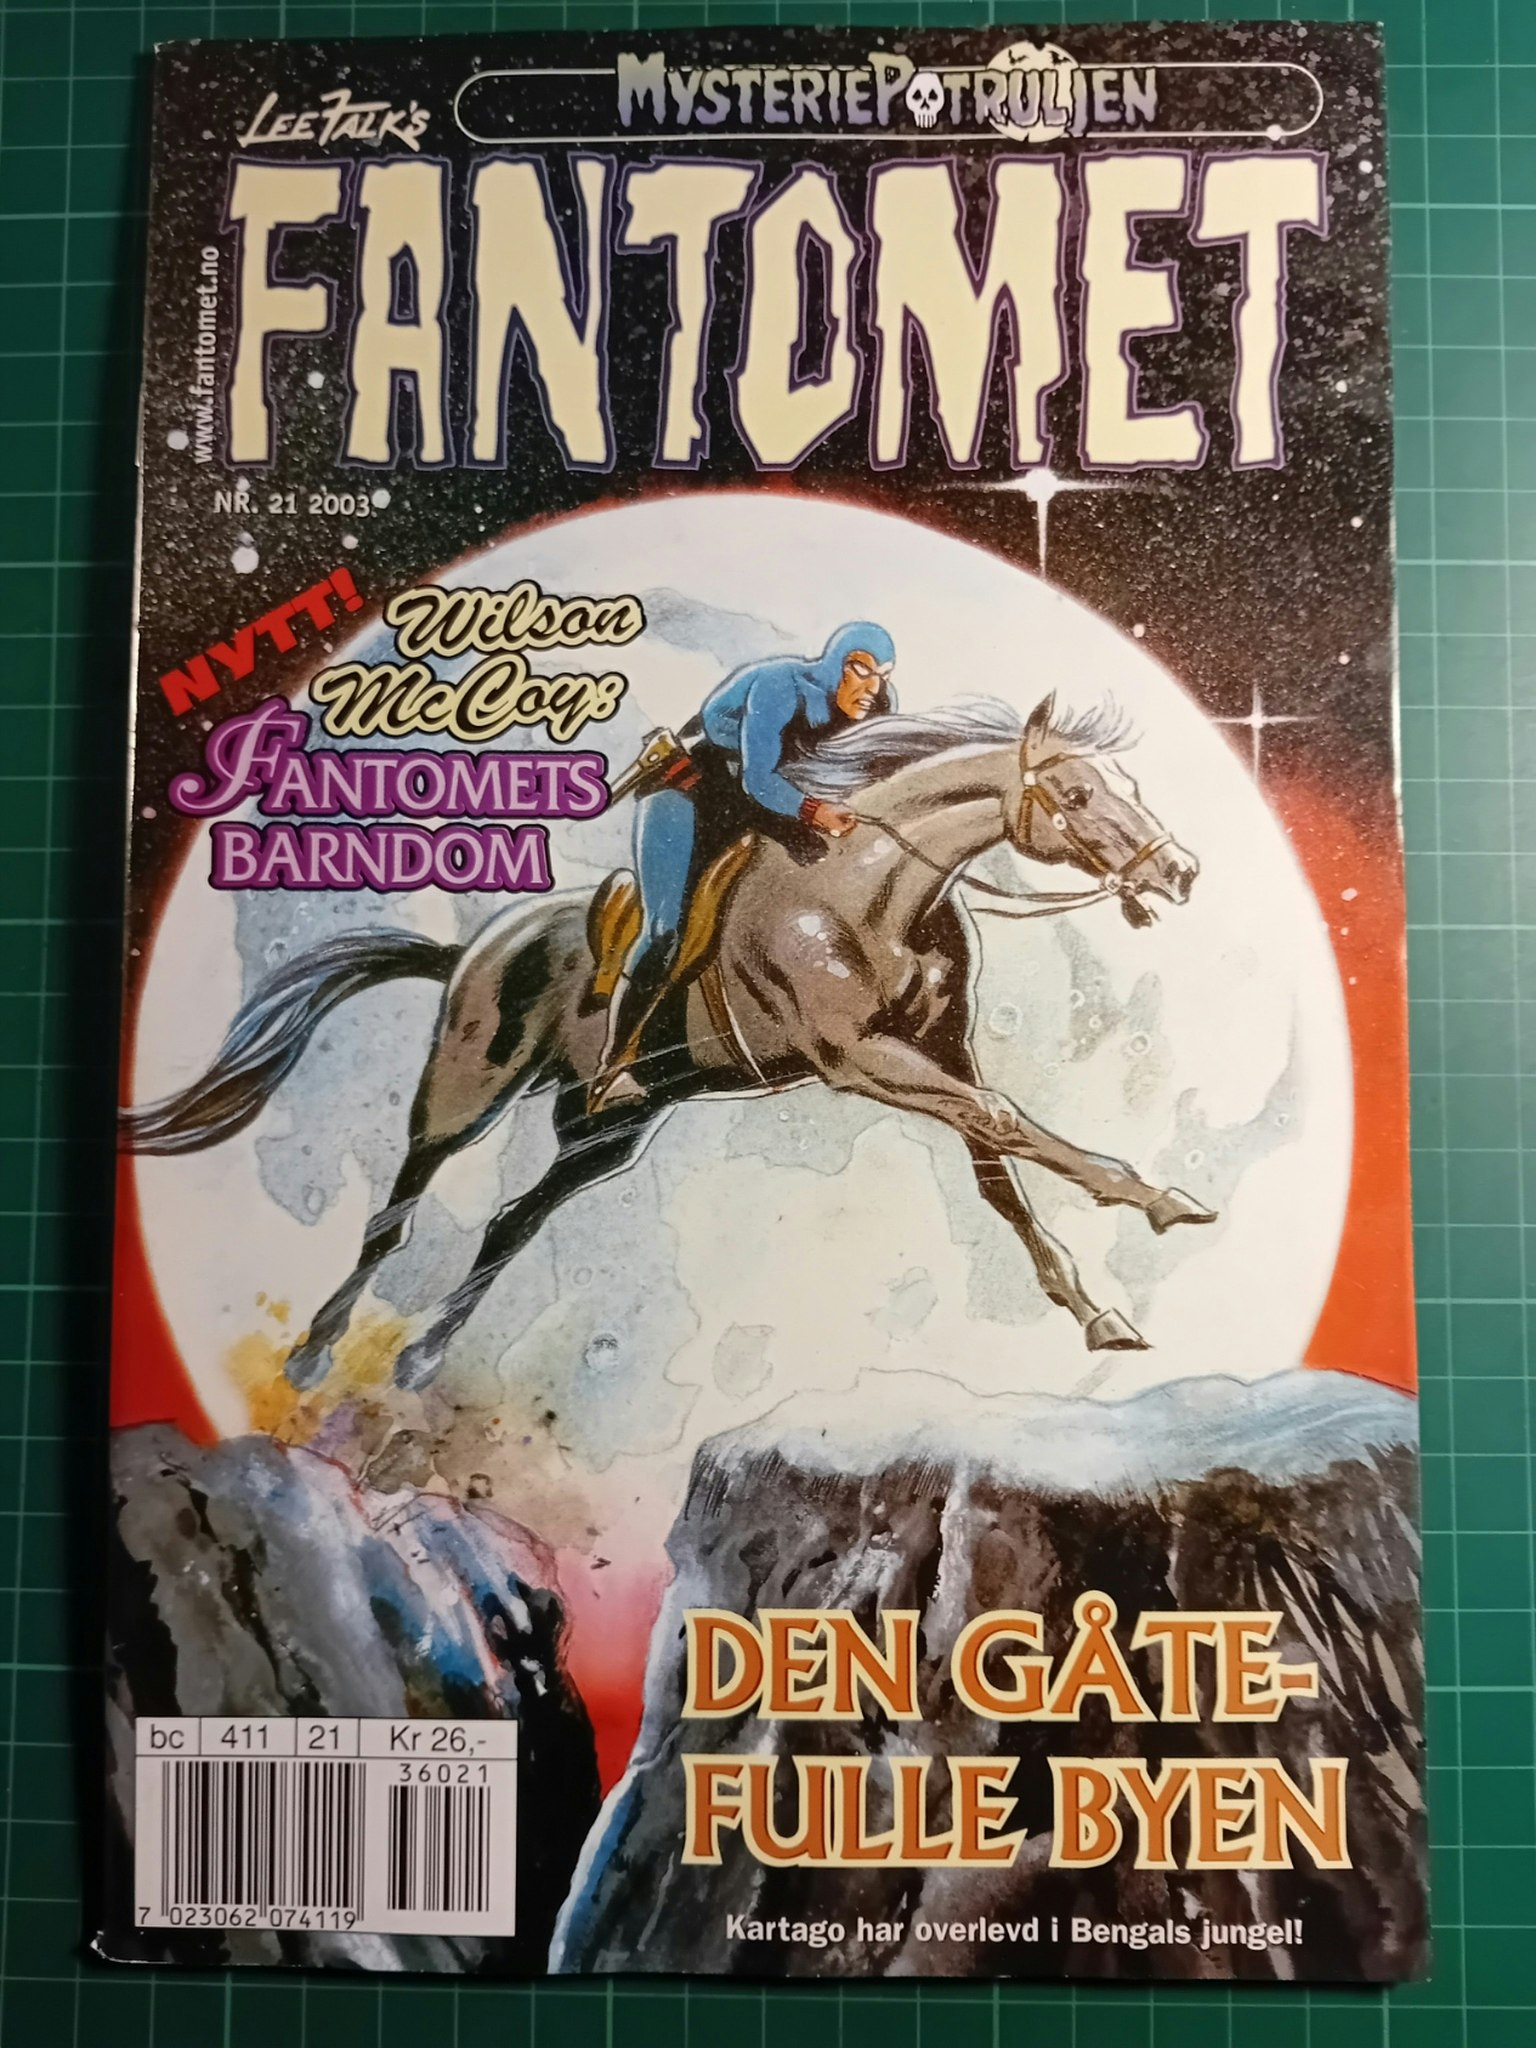 MYSTERIEPATRULJEN
LEE FALK'S
FANTOMET
www.fantomet.no
NR. 21 2003
NYTT!
Wilson
McCoy:
FANTOMETS
BARNDOM
DEN GÅTE-
FULLE BYEN
Kartago har overlevd i Bengals jungel!
bc 411 21 Kr 26,-
36021
7 023062 074119